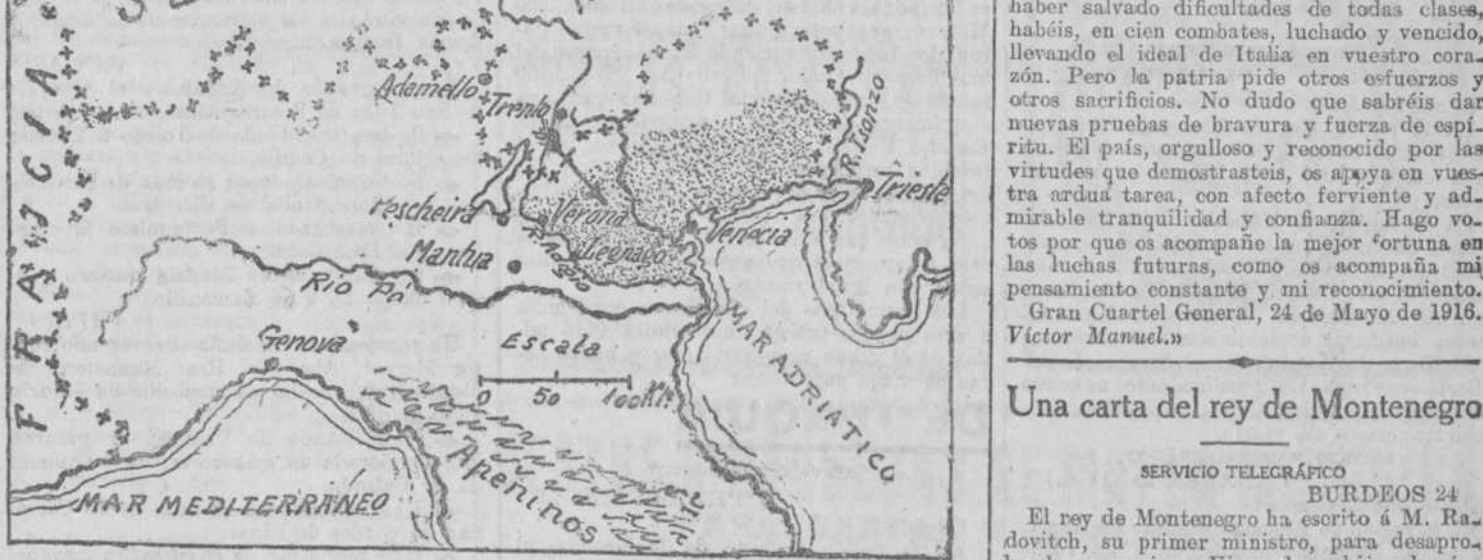 FRANCIA
Adamello
Trento
R. Isonzo
Trieste
Pescheira
Verona
Venecia
Legnago
Adagio
Mantua
Rio Pó
MAR ADRIATICO
Genova
Escala
0 50 100 Kl.
Apeninos
MAR MEDITERRANEO
haber salvado dificultades de todas clases,
habéis, en cien combates, luchado y vencido,
llevando el ideal de Italia en vuestro cora-
zón. Pero la patria pide otros esfuerzos y
otros sacrificios. No dudo que sabréis dar
nuevas pruebas de bravura y fuerza de espí-
ritu. El país, orgulloso y reconocido por las
virtudes que demostrasteis, os apoya en vues-
tra ardua tarea, con afecto ferviente y ad-
mirable tranquilidad y confianza. Hago vo-
tos por que os acompañe la mejor fortuna en
las luchas futuras, como os acompaña mi
pensamiento constante y mi reconocimiento.
Gran Cuartel General, 24 de Mayo de 1916.
Víctor Manuel.»
Una carta del rey de Montenegro
SERVICIO TELEGRÁFICO
BURDEOS 24
El rey de Montenegro ha escrito á M. Ra-
dovitch, su primer ministro, para desapro-